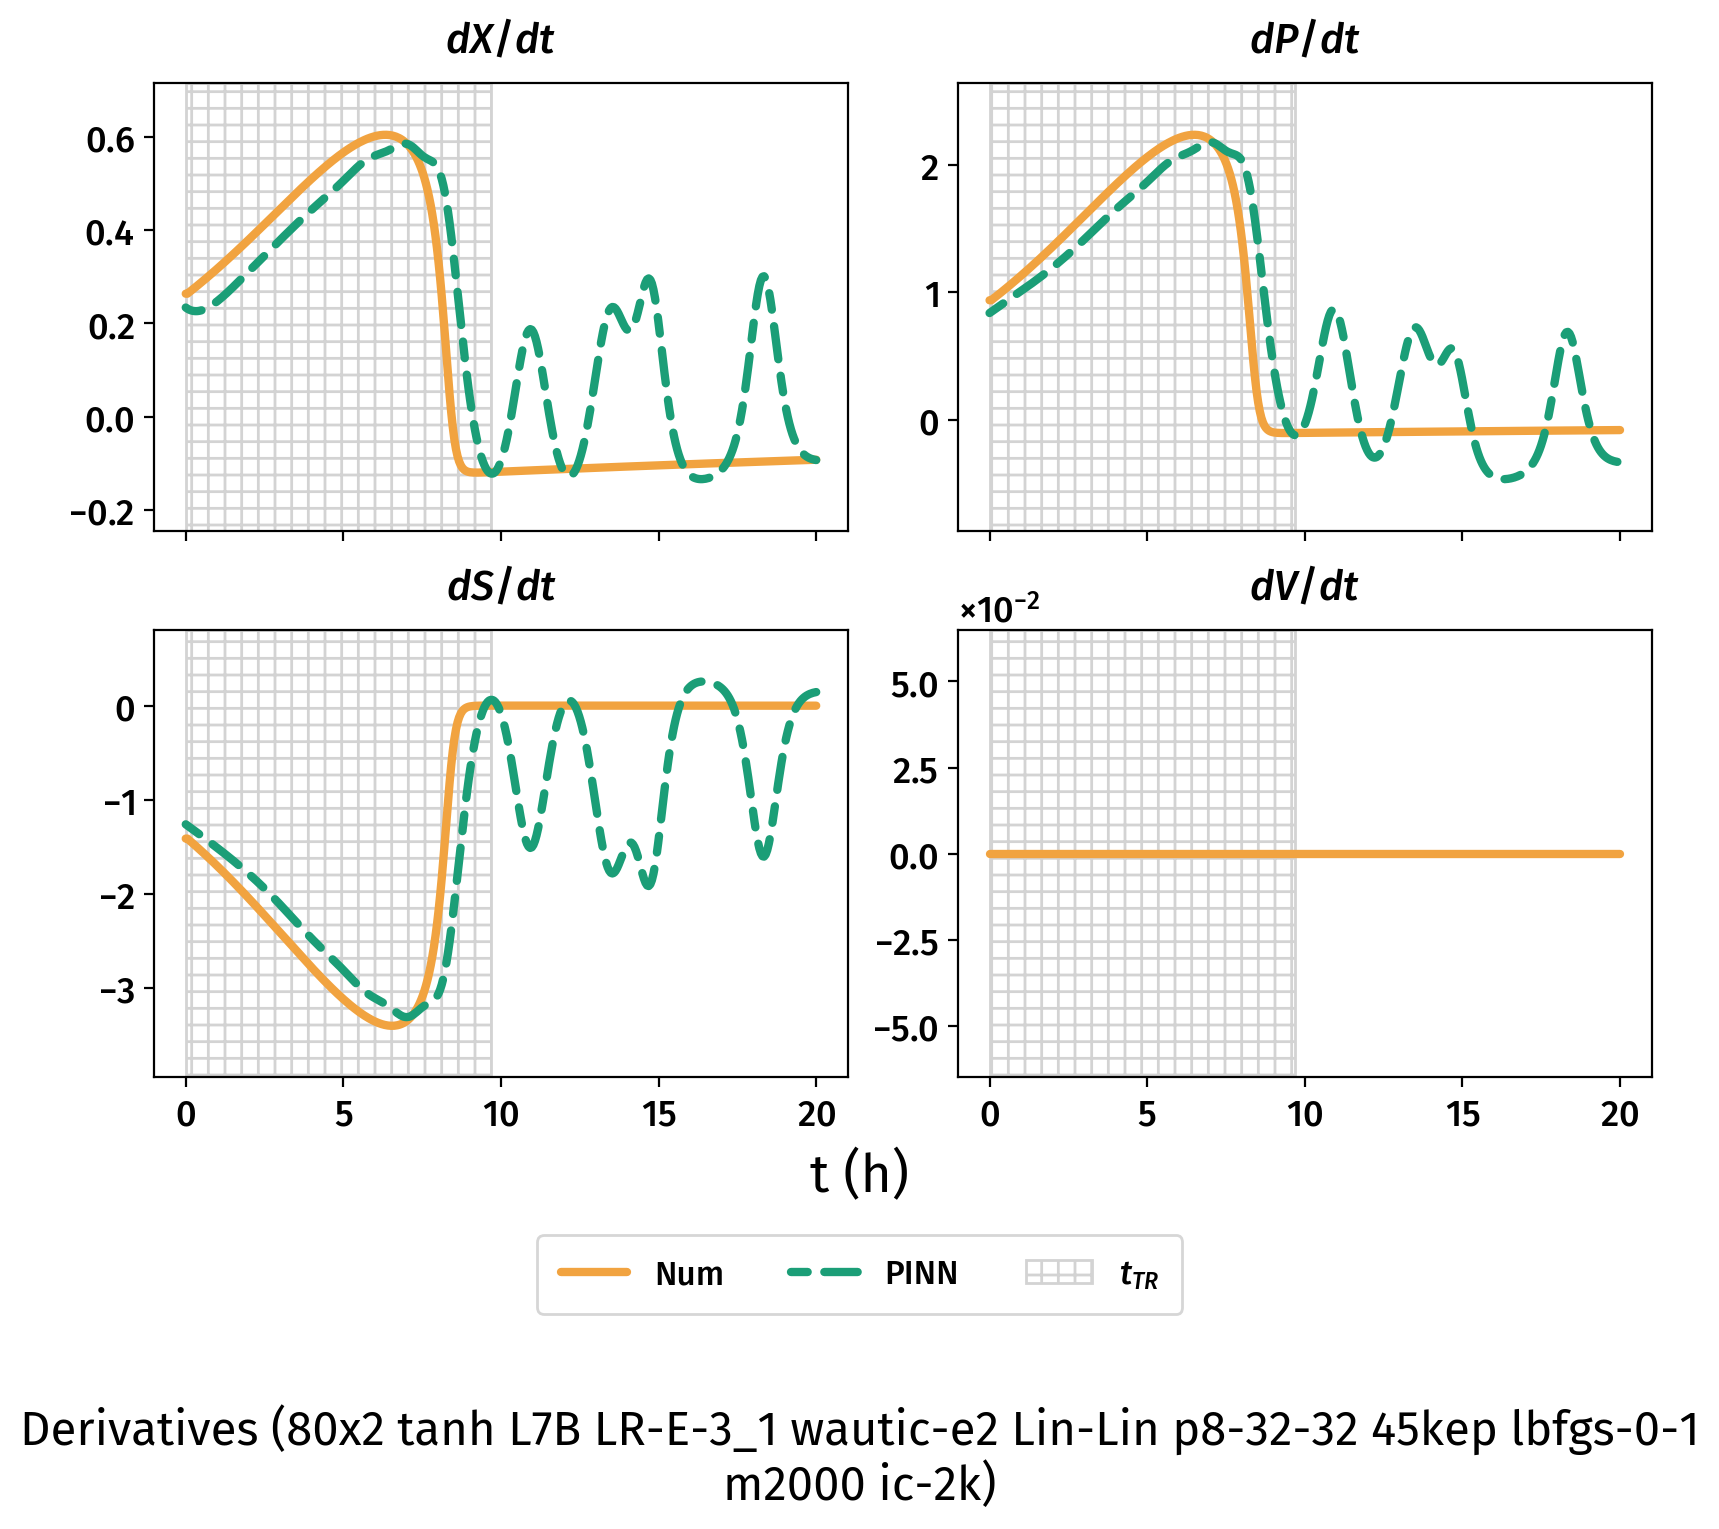 dX/dt
dP/dt
0.6
0.4
0.2
0.0
−0.2
2
1
0
dS/dt
dV/dt
×10⁻²
0
−1
−2
−3
5.0
2.5
0.0
−2.5
−5.0
0 5 10 15 20
0 5 10 15 20
t (h)
Num PINN t_TR
Derivatives (80x2 tanh L7B LR-E-3_1 wautic-e2 Lin-Lin p8-32-32 45kep lbfgs-0-1
m2000 ic-2k)